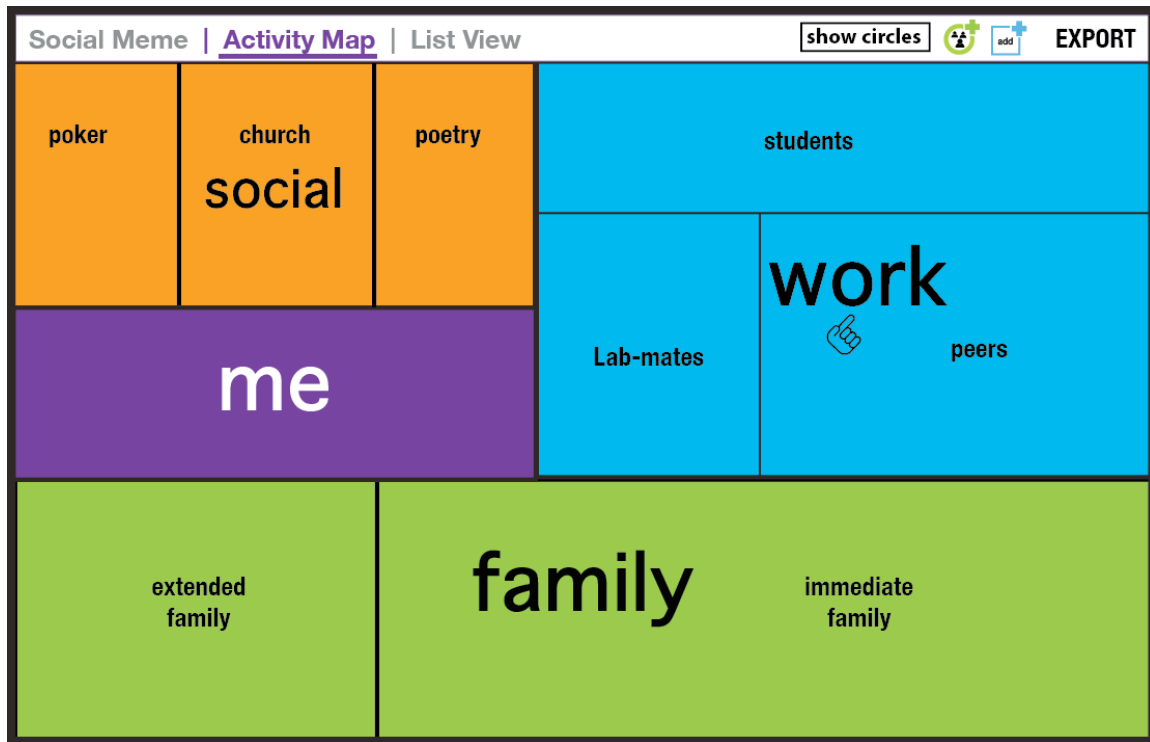 Social Meme | Activity Map | List View show circles add EXPORT
poker church poetry
social
students
work
Lab-mates peers
me
family
extended
family
immediate
family